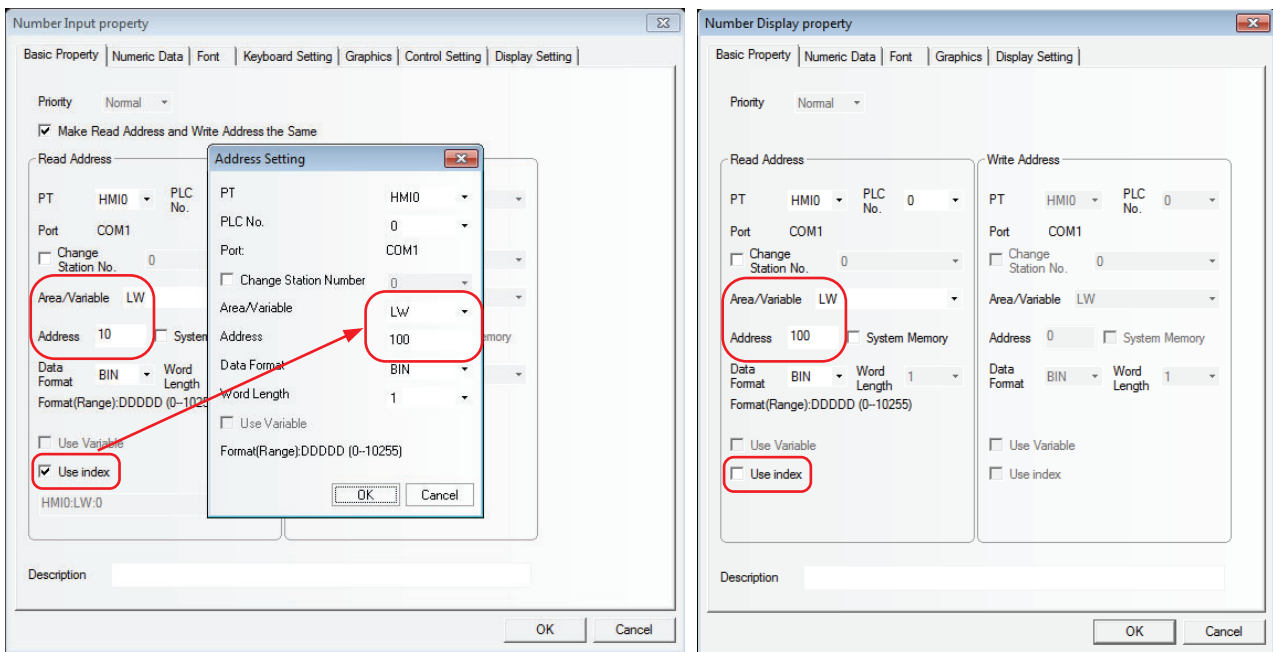 Number Input property
Basic Property Numeric Data Font Keyboard Setting Graphics Control Setting Display Setting
Priority Normal
Make Read Address and Write Address the Same
Read Address
PT HMI0 PLC No.
Port COM1
Change Station No. 0
Area/Variable LW
Address 10 System
Data Format BIN Word Length
Format(Range):DDDDD (0--1025
Use Variable
Use index
HMI0:LW:0
Description
OK Cancel
Address Setting
PT HMI0
PLC No. 0
Port: COM1
Change Station Number 0
Area/Variable LW
Address 100
Data Format BIN
Word Length 1
Use Variable
Format(Range):DDDDD (0--10255)
OK Cancel
emory
Number Display property
Basic Property Numeric Data Font Graphics Display Setting
Priority Normal
Read Address
PT HMI0 PLC No. 0
Port COM1
Change Station No. 0
Area/Variable LW
Address 100 System Memory
Data Format BIN Word Length 1
Format(Range):DDDDD (0--10255)
Use Variable
Use index
Write Address
PT HMI0 PLC No. 0
Port COM1
Change Station No. 0
Area/Variable LW
Address 0 System Memory
Data Format BIN Word Length 1
Use Variable
Use index
Description
OK Cancel